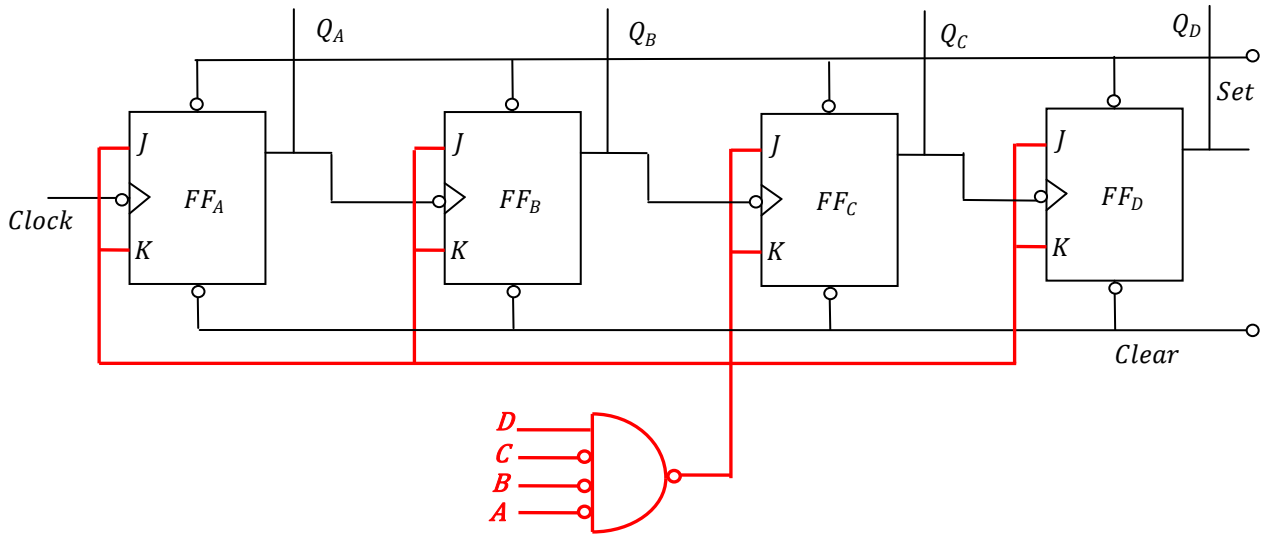 Q_A
Q_B
Q_C
Q_D
Set
J
J
J
J
Clock
FF_A
FF_B
FF_C
FF_D
K
K
K
K
Clear
D
C
B
A